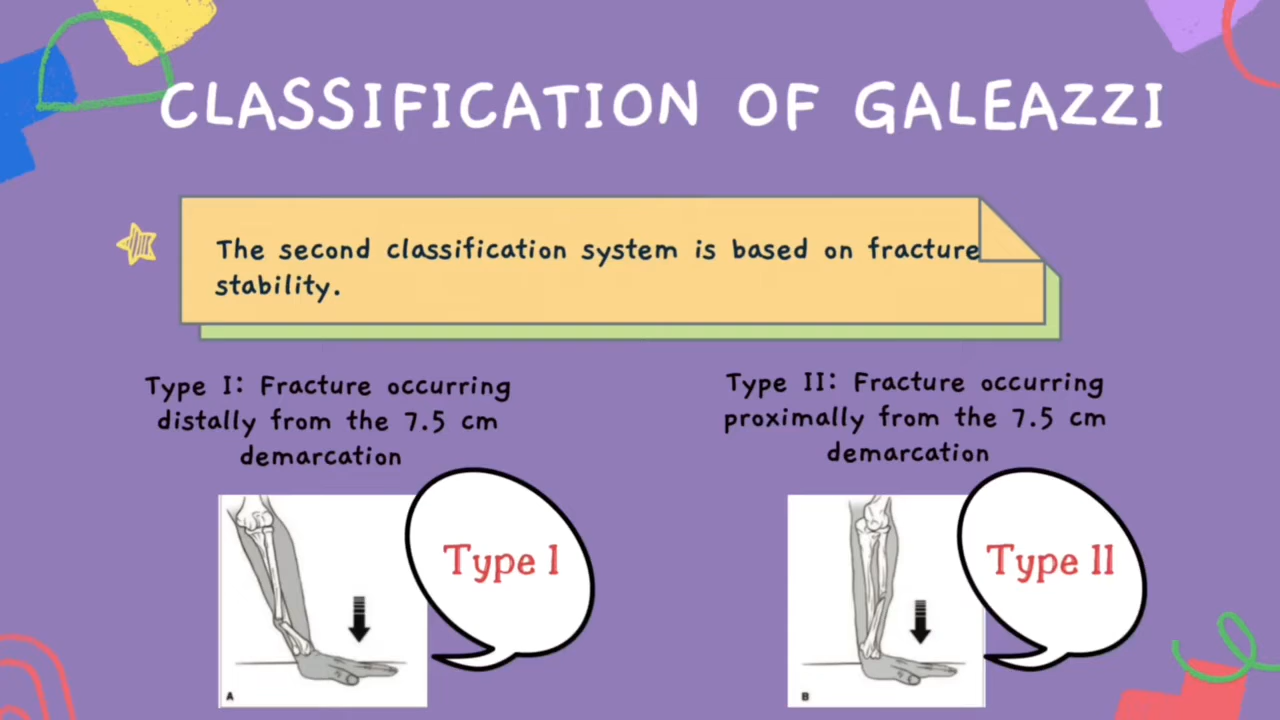 CLASSIFICATION OF GALEAZZI
The second classification system is based on fracture
stability.
Type I: Fracture occurring
distally from the 7.5 cm
demarcation
Type II: Fracture occurring
proximally from the 7.5 cm
demarcation
Type I
Type II
A
B